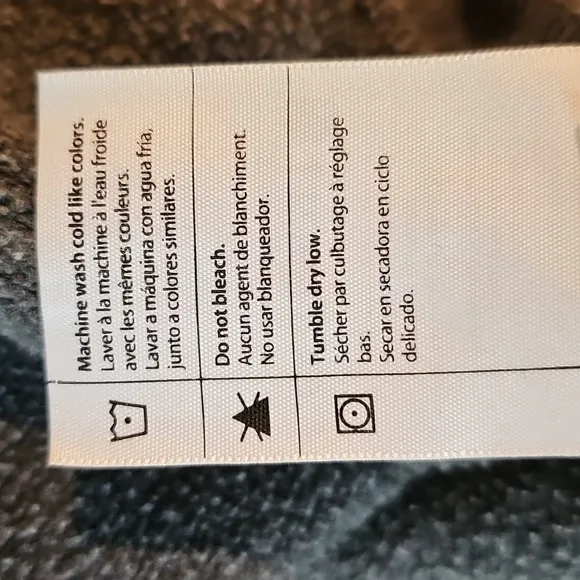 Machine wash cold like colors.
Laver à la machine à l'eau froide
avec les mêmes couleurs.
Lavar a máquina con agua fría,
junto a colores similares.
Do not bleach.
Aucun agent de blanchiment.
No usar blanqueador.
Tumble dry low.
Sécher par culbutage à réglage
bas.
Secar en secadora en ciclo
delicado.